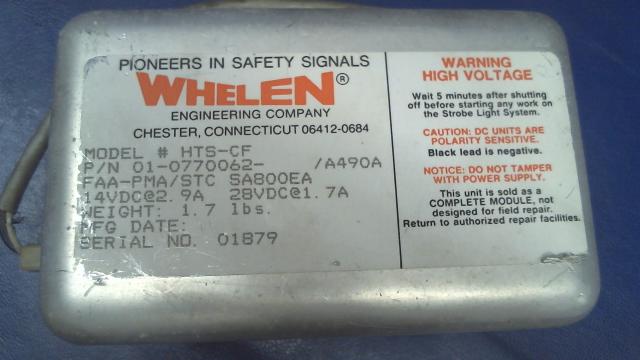 PIONEERS IN SAFETY SIGNALS
WHELEN®
ENGINEERING COMPANY
CHESTER, CONNECTICUT 06412-0684
MODEL # HTS-CF
P/N 01-0770062- /A490A
FAA-PMA/STC SA800EA
14VDC@2.9A 28VDC@1.7A
WEIGHT: 1.7 lbs.
MFG DATE:
SERIAL NO. 01879
WARNING
HIGH VOLTAGE
Wait 5 minutes after shutting
off before starting any work on
the Strobe Light System.
CAUTION: DC UNITS ARE
POLARITY SENSITIVE.
Black lead is negative.
NOTICE: DO NOT TAMPER
WITH POWER SUPPLY.
This unit is sold as a
COMPLETE MODULE, not
designed for field repair.
Return to authorized repair facilities.